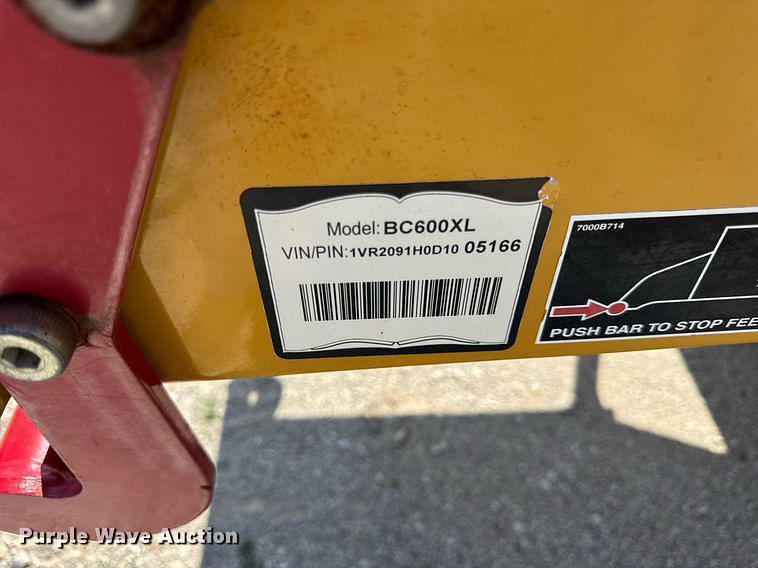 Model: BC600XL
VIN/PIN:1VR2091H0D10 05166
7000B714
PUSH BAR TO STOP FEE
Purple Wave Auction